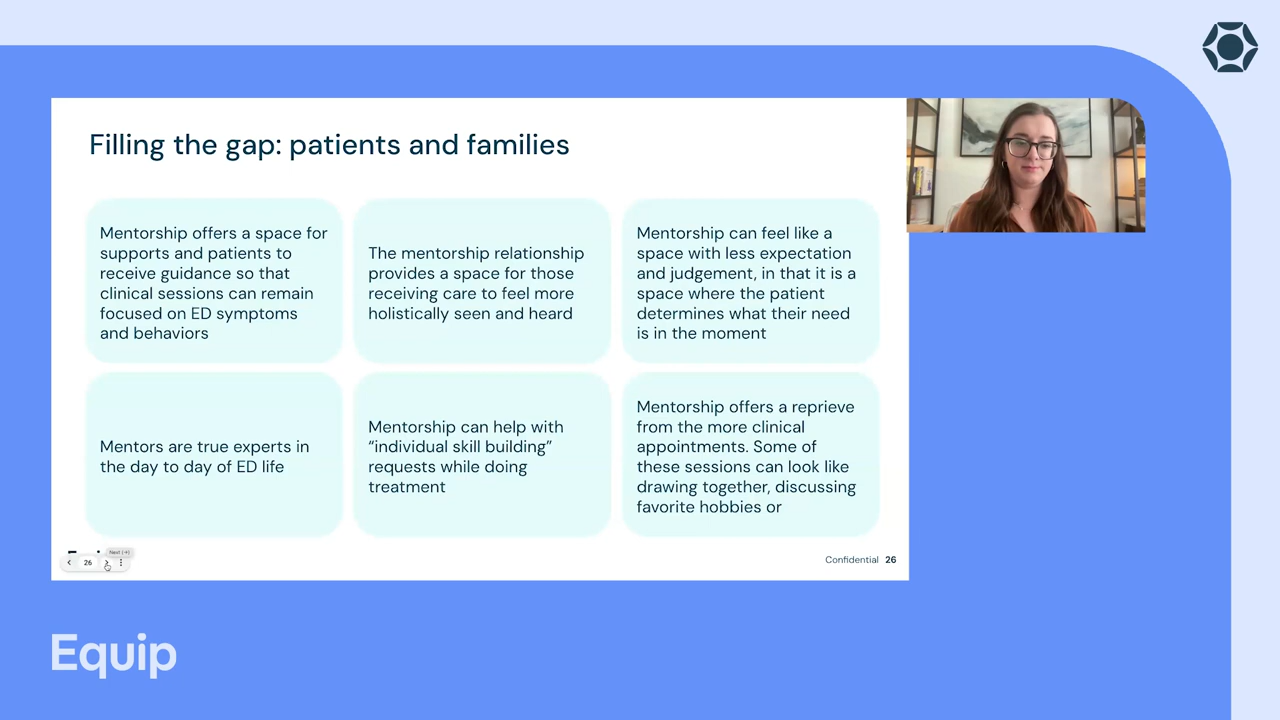 Filling the gap: patients and families
Mentorship offers a space for
supports and patients to
receive guidance so that
clinical sessions can remain
focused on ED symptoms
and behaviors
The mentorship relationship
provides a space for those
receiving care to feel more
holistically seen and heard
Mentorship can feel like a
space with less expectation
and judgement, in that it is a
space where the patient
determines what their need
is in the moment
Mentors are true experts in
the day to day of ED life
Mentorship can help with
“individual skill building”
requests while doing
treatment
Mentorship offers a reprieve
from the more clinical
appointments. Some of
these sessions can look like
drawing together, discussing
favorite hobbies or
Next (→)
26
Confidential 26
Equip